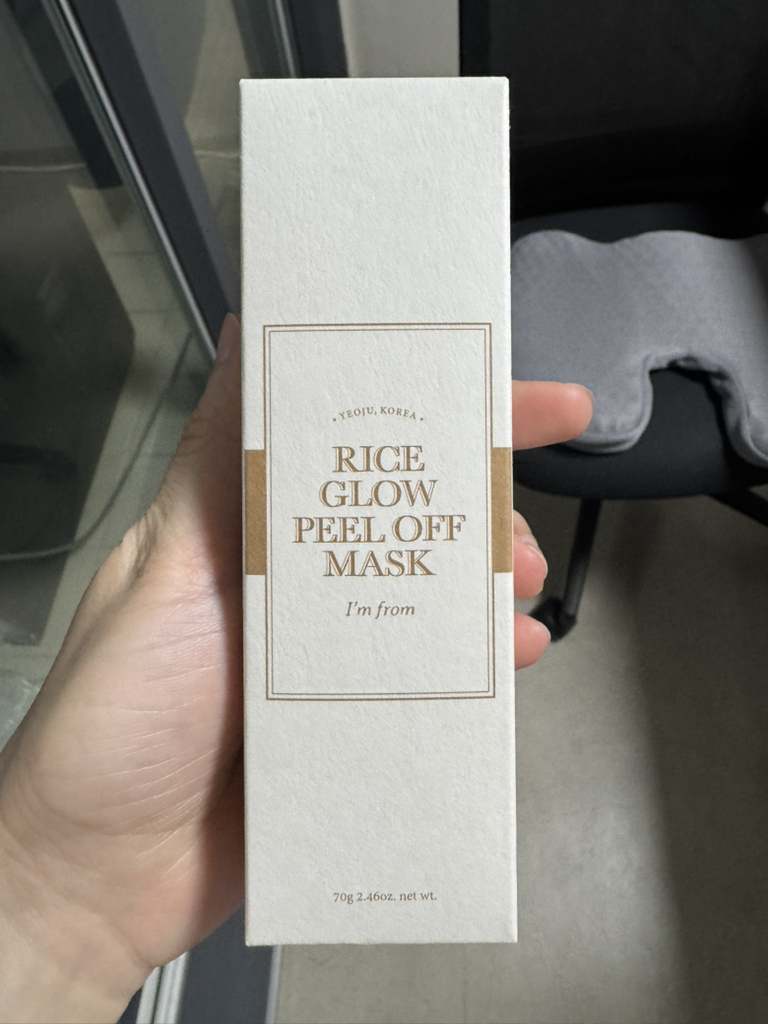 • YEOJU, KOREA •
RICE
GLOW
PEEL OFF
MASK
I'm from
70g 2.46oz. net wt.